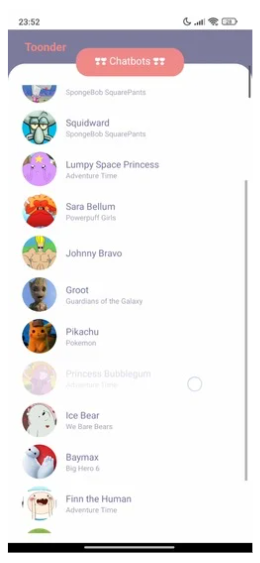 23:52
Toonder
Chatbots
SpongeBob SquarePants
Squidward
SpongeBob SquarePants
Lumpy Space Princess
Adventure Time
Sara Bellum
Powerpuff Girls
Johnny Bravo
Groot
Guardians of the Galaxy
Pikachu
Pokemon
Princess Bubblegum
Adventure Time
Ice Bear
We Bare Bears
Baymax
Big Hero 6
Finn the Human
Adventure Time